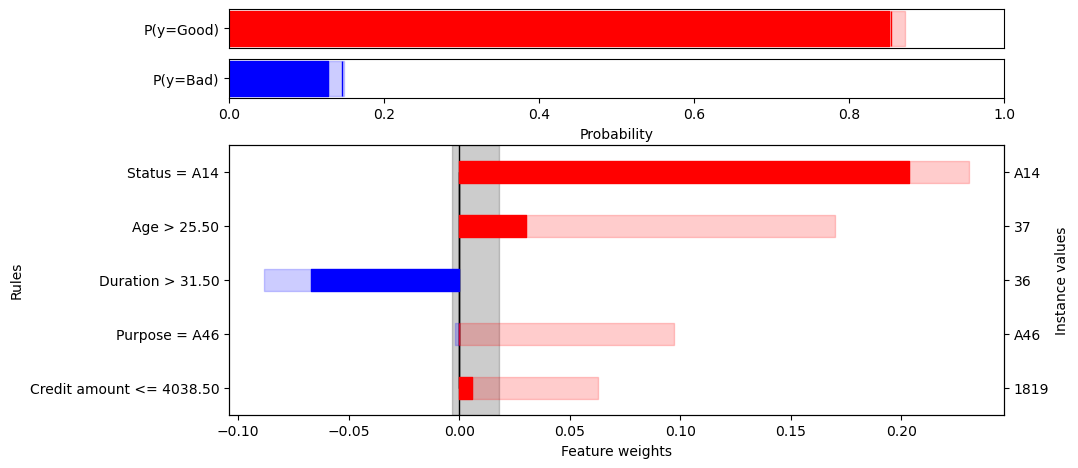 P(y=Good)
P(y=Bad)
0.0 0.2 0.4 0.6 0.8 1.0
Probability
Status = A14 A14
Age > 25.50 37
Duration > 31.50 36
Purpose = A46 A46
Credit amount <= 4038.50 1819
Rules
Instance values
−0.10 −0.05 0.00 0.05 0.10 0.15 0.20
Feature weights